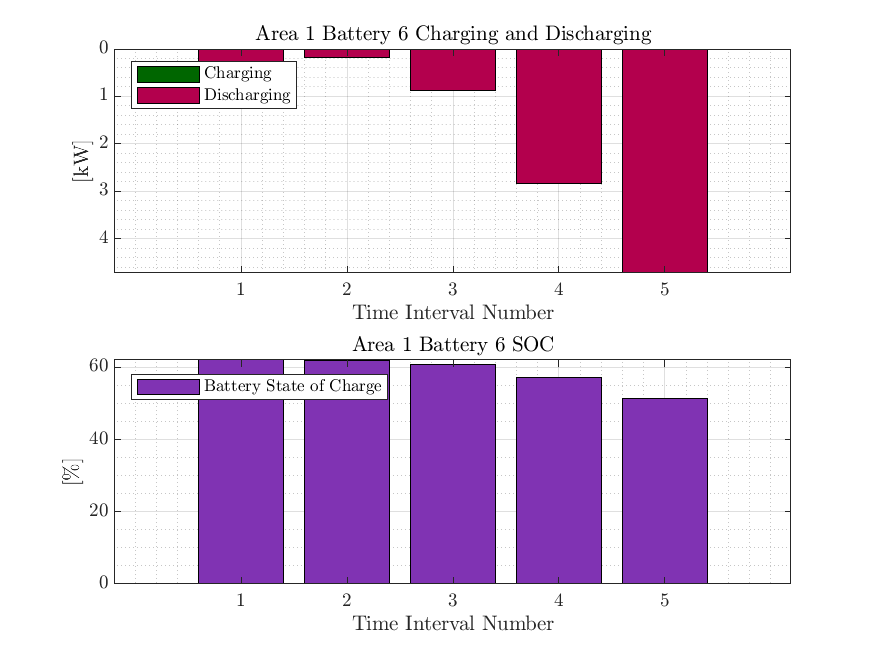 Area 1 Battery 6 Charging and Discharging
0
1
2
3
4
[kW]
Charging
Discharging
1 2 3 4 5
Time Interval Number
Area 1 Battery 6 SOC
60
40
20
0
[%]
Battery State of Charge
1 2 3 4 5
Time Interval Number